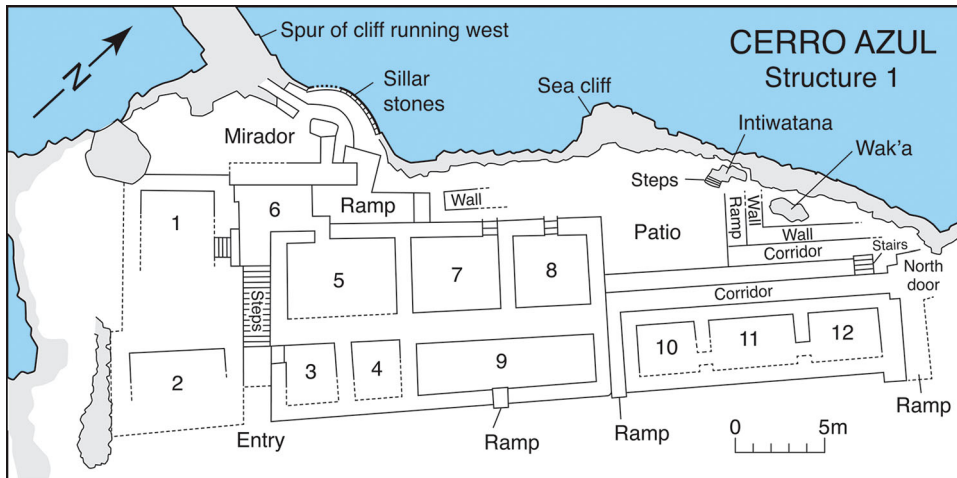 Spur of cliff running west
CERRO AZUL
Structure 1
N
Sillar
stones
Sea cliff
Intiwatana
Wak'a
Mirador
Steps
1
6
Ramp
Wall
Patio
Ramp
Wall
Wall
Corridor
Stairs
North
door
5
7
8
Steps
Corridor
2
3
4
9
10
11
12
Entry
Ramp
Ramp
Ramp
0
5m